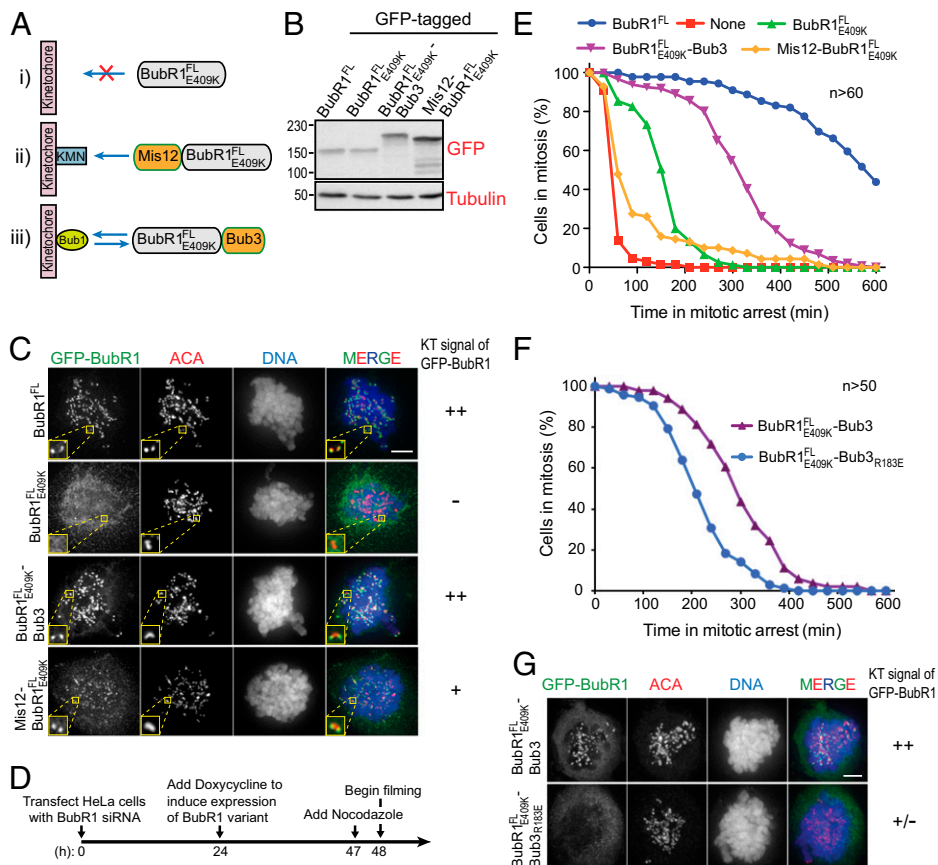 A
i)
Kinetochore
BubR1FL E409K
ii)
Kinetochore
KMN
Mis12
BubR1FL E409K
iii)
Kinetochore
Bub1
BubR1FL E409K
Bub3
B
GFP-tagged
BubR1FL
BubR1FL E409K
BubR1FL E409K-
Bub3
Mis12-
BubR1FL E409K
230
150
100
50
GFP
Tubulin
C
GFP-BubR1
ACA
DNA
MERGE
KT signal of
GFP-BubR1
BubR1FL
++
BubR1FL E409K
-
BubR1FL E409K-
Bub3
++
Mis12-
BubR1FL E409K
+
D
Transfect HeLa cells
with BubR1 siRNA
Add Doxycycline to
induce expression
of BubR1 variant
Begin filming
Add Nocodazole
(h): 0
24
47
48
E
BubR1FL
None
BubR1FL E409K
BubR1FL E409K-Bub3
Mis12-BubR1FL E409K
n>60
Cells in mitosis (%)
100
80
60
40
20
0
0 100 200 300 400 500 600
Time in mitotic arrest (min)
F
n>50
BubR1FL E409K-Bub3
BubR1FL E409K-Bub3R183E
Cells in mitosis (%)
100
80
60
40
20
0
0 100 200 300 400 500 600
Time in mitotic arrest (min)
G
GFP-BubR1
ACA
DNA
MERGE
KT signal of
GFP-BubR1
BubR1FL E409K-
Bub3
++
BubR1FL E409K-
Bub3R183E
+/-